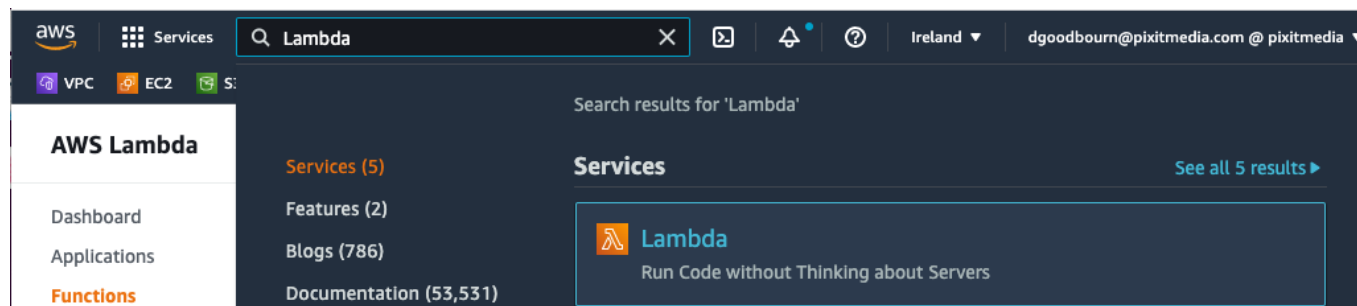 aws Services Lambda Ireland dgoodbourn@pixitmedia.com @ pixitmedia
VPC EC2
Search results for 'Lambda'
AWS Lambda
Services (5)
Services
See all 5 results
Features (2)
Dashboard
Blogs (786)
Lambda
Applications
Run Code without Thinking about Servers
Functions
Documentation (53,531)